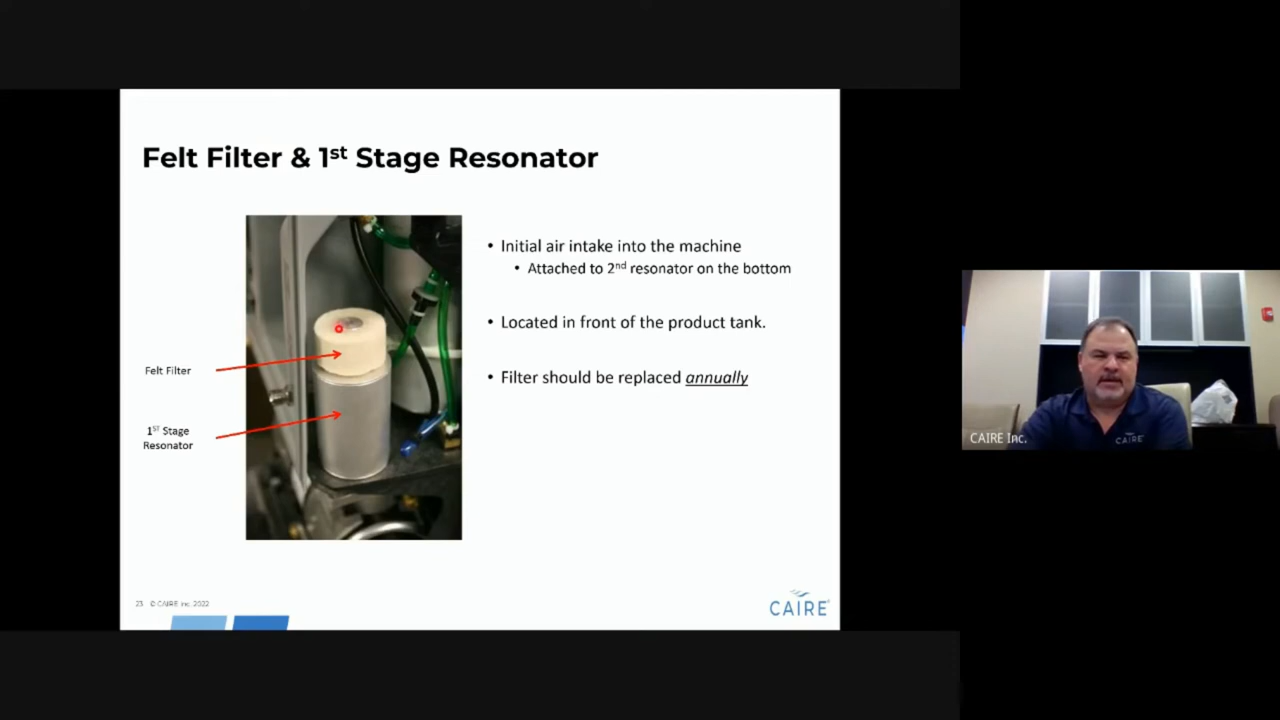 Felt Filter & 1st Stage Resonator
• Initial air intake into the machine
• Attached to 2nd resonator on the bottom
• Located in front of the product tank.
• Filter should be replaced annually
Felt Filter
1ST Stage
Resonator
23 © CAIRE Inc. 2022
CAIRE
CAIRE Inc.
CAIRE